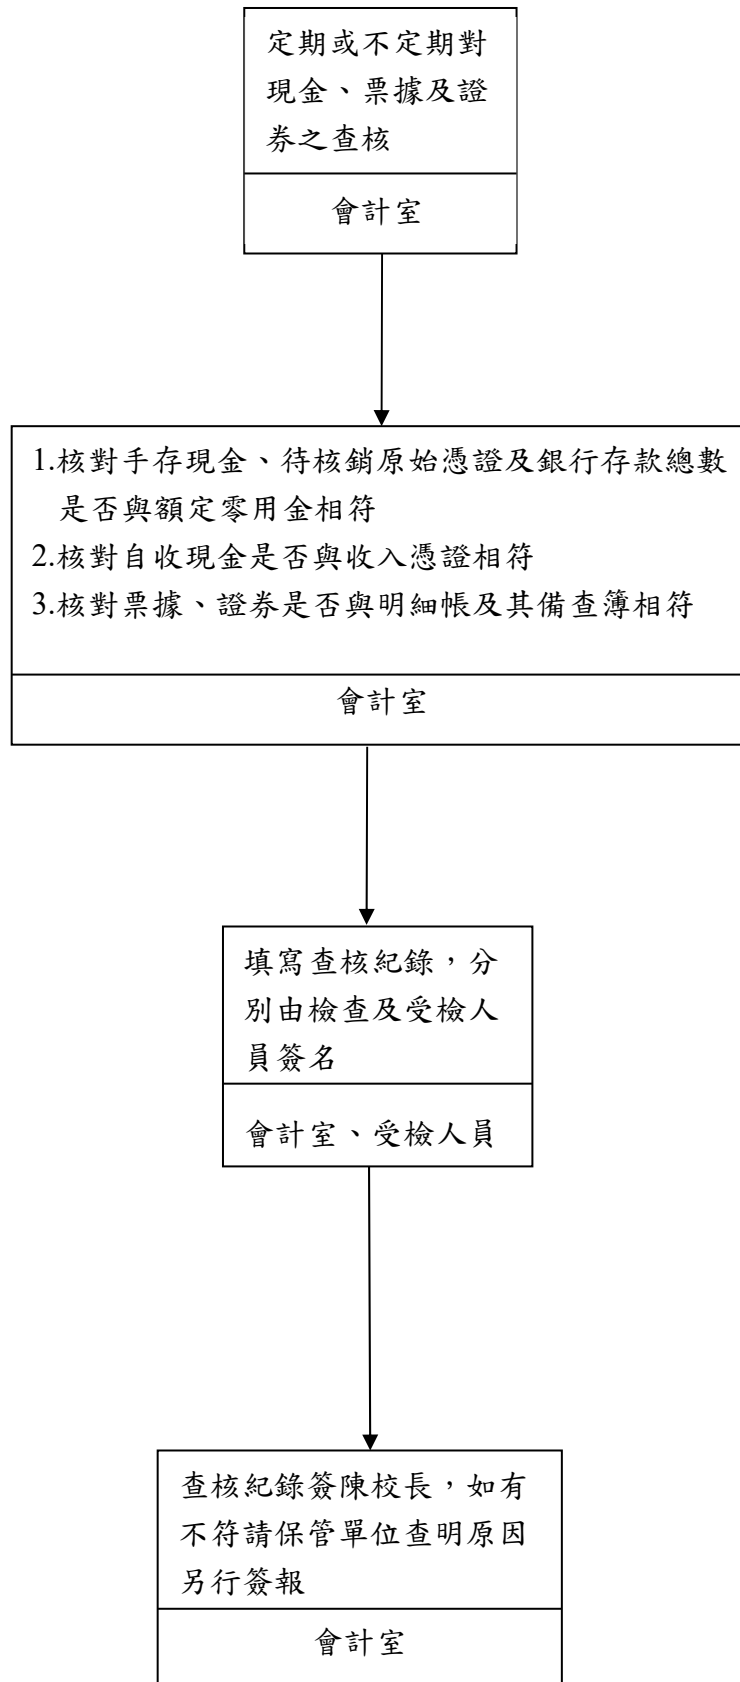 定期或不定期對
現金、票據及證
券之查核
會計室
1.核對手存現金、待核銷原始憑證及銀行存款總數
是否與額定零用金相符
2.核對自收現金是否與收入憑證相符
3.核對票據、證券是否與明細帳及其備查簿相符
會計室
填寫查核紀錄，分
別由檢查及受檢人
員簽名
會計室、受檢人員
查核紀錄簽陳校長，如有
不符請保管單位查明原因
另行簽報
會計室